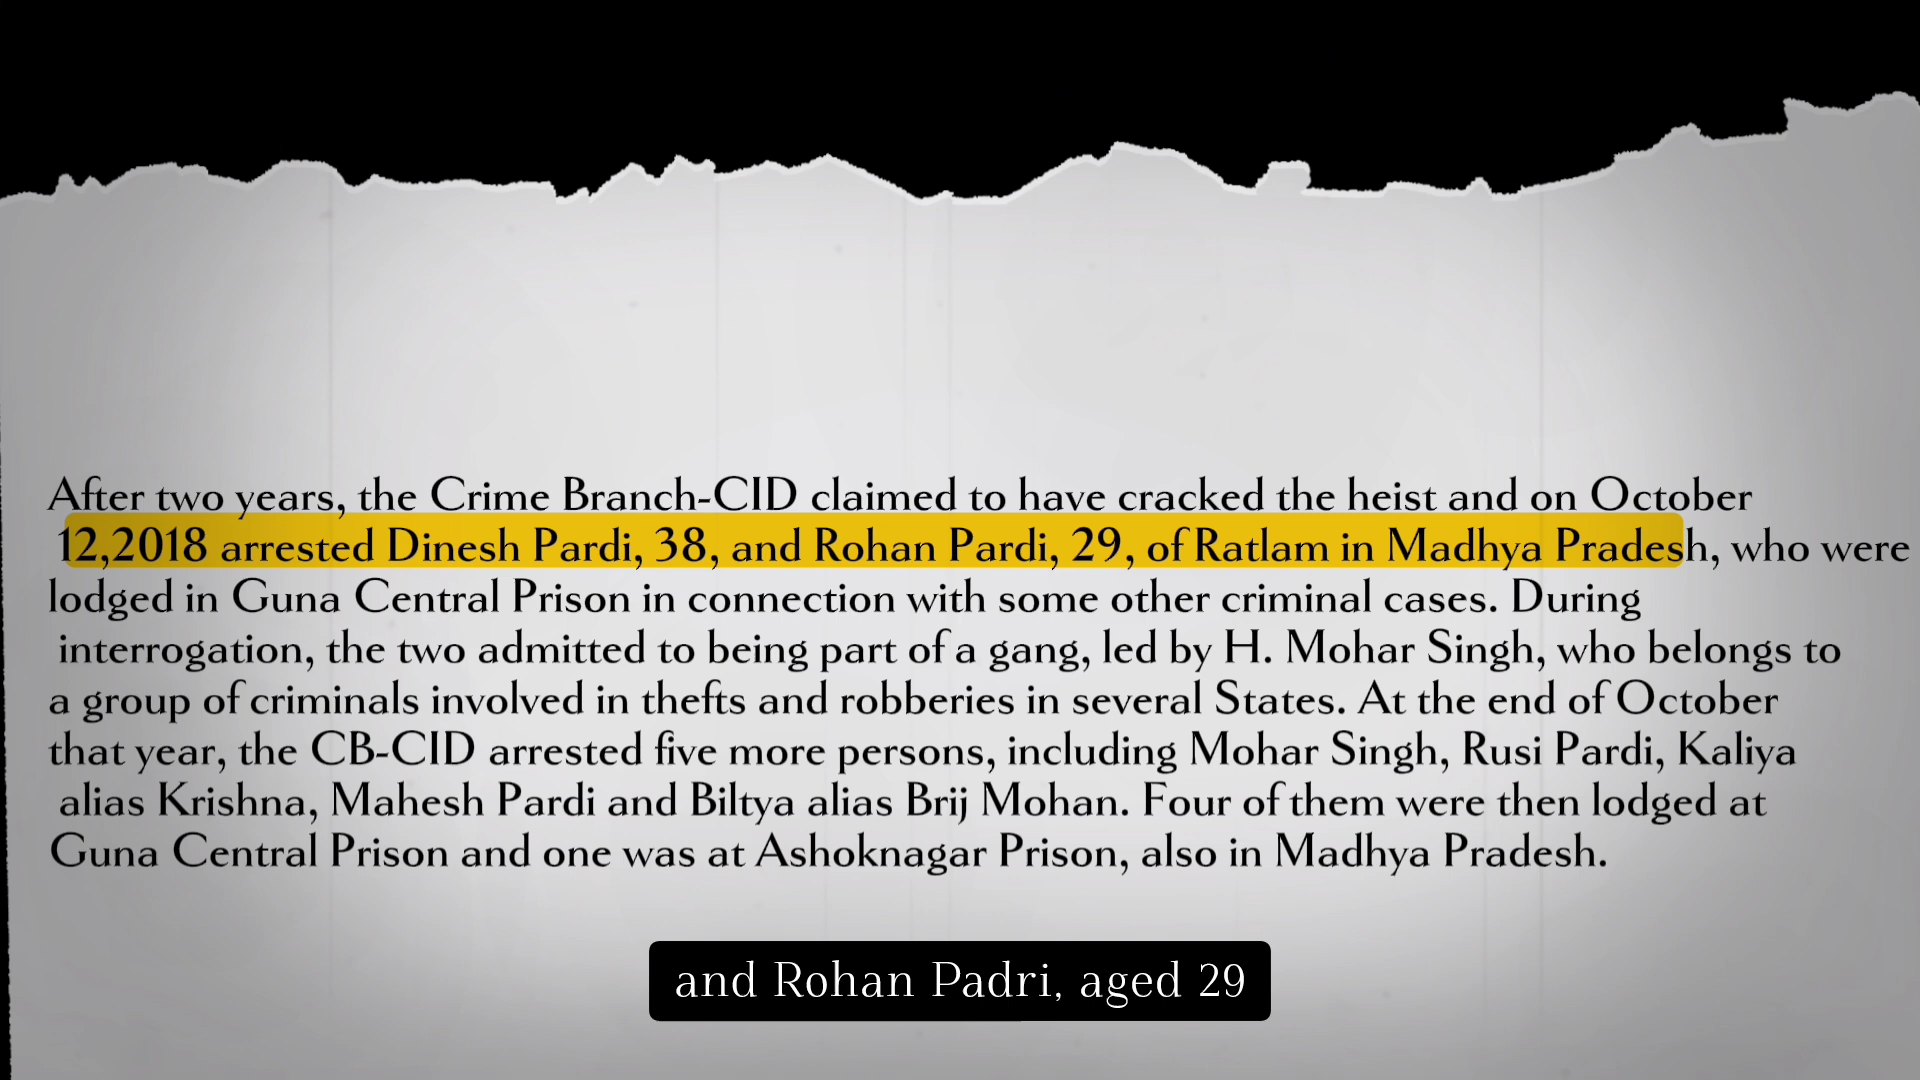 After two years, the Crime Branch-CID claimed to have cracked the heist and on October
12,2018 arrested Dinesh Pardi, 38, and Rohan Pardi, 29, of Ratlam in Madhya Pradesh, who were
lodged in Guna Central Prison in connection with some other criminal cases. During
interrogation, the two admitted to being part of a gang, led by H. Mohar Singh, who belongs to
a group of criminals involved in thefts and robberies in several States. At the end of October
that year, the CB-CID arrested five more persons, including Mohar Singh, Rusi Pardi, Kaliya
alias Krishna, Mahesh Pardi and Biltya alias Brij Mohan. Four of them were then lodged at
Guna Central Prison and one was at Ashoknagar Prison, also in Madhya Pradesh.
and Rohan Padri, aged 29